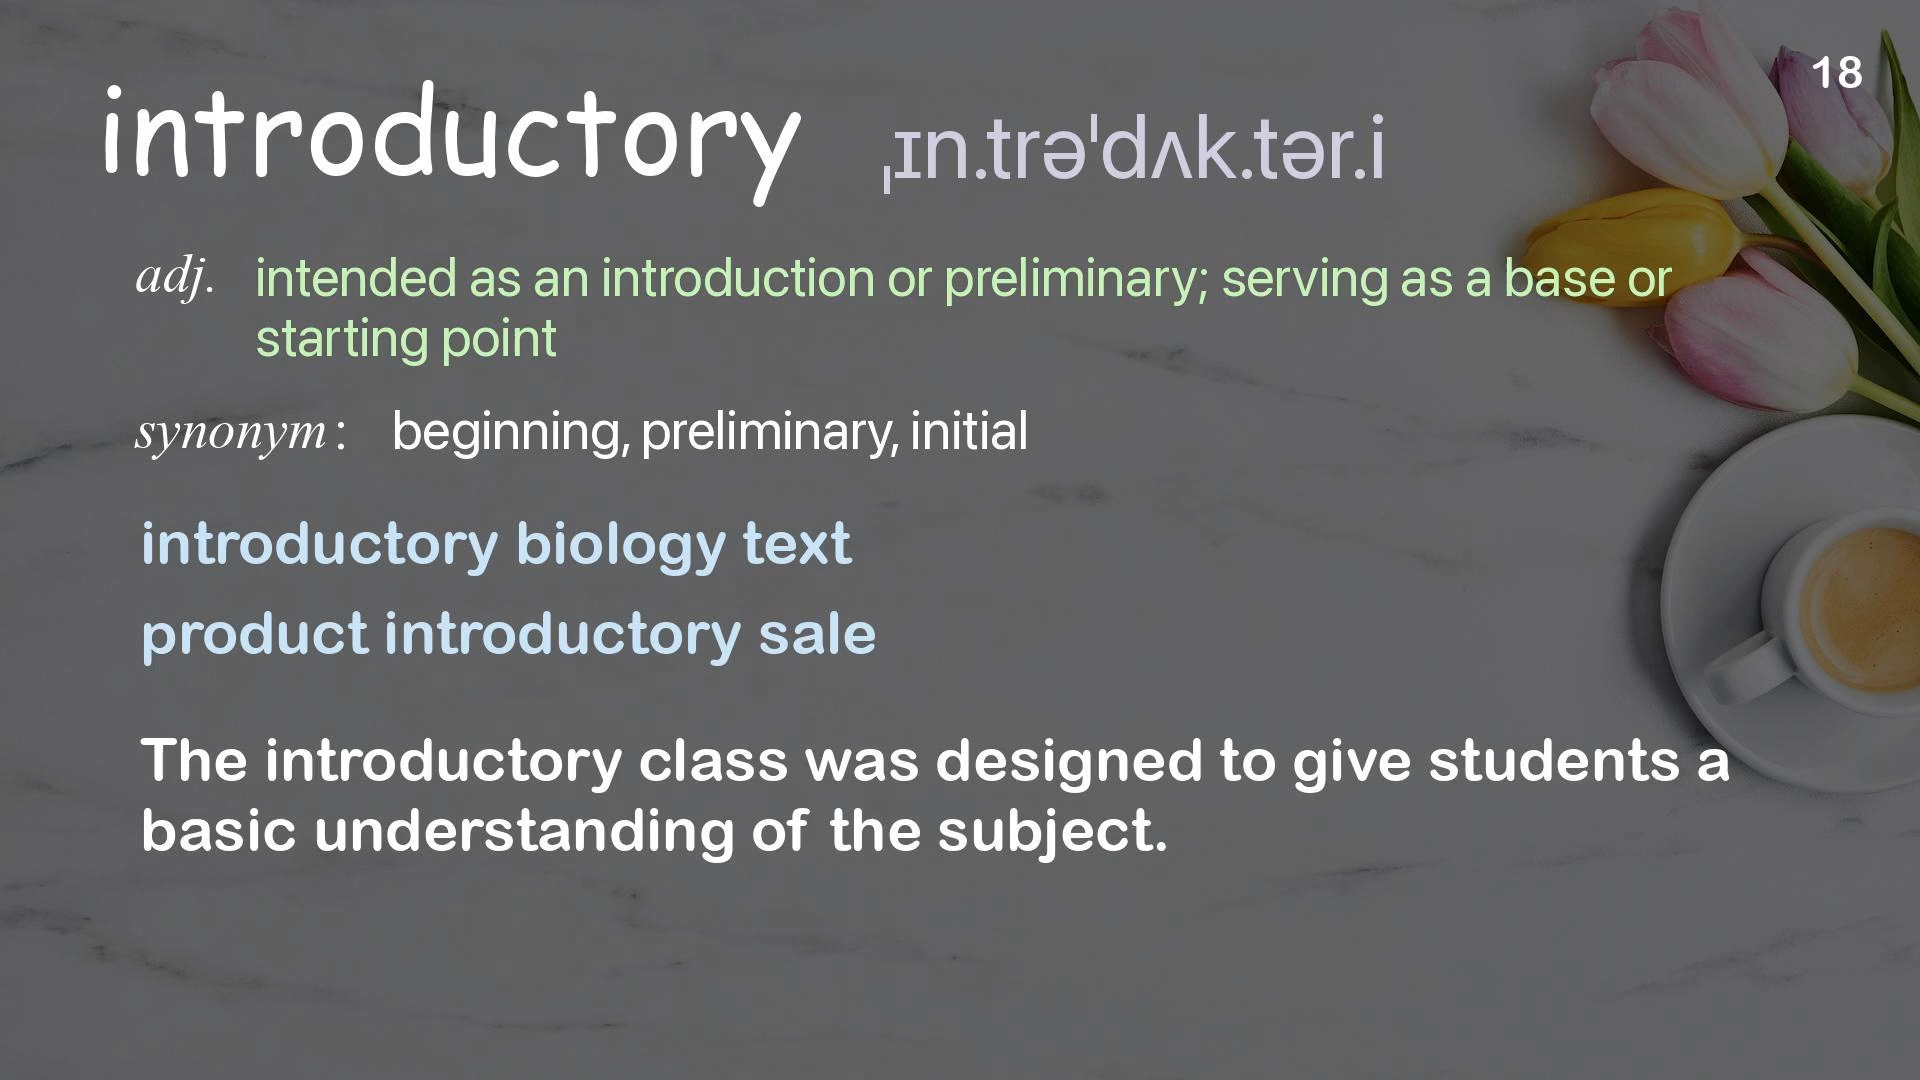 18
introductory ˌɪn.trəˈdʌk.tər.i
adj. intended as an introduction or preliminary; serving as a base or
starting point
synonym : beginning, preliminary, initial
introductory biology text
product introductory sale
The introductory class was designed to give students a
basic understanding of the subject.